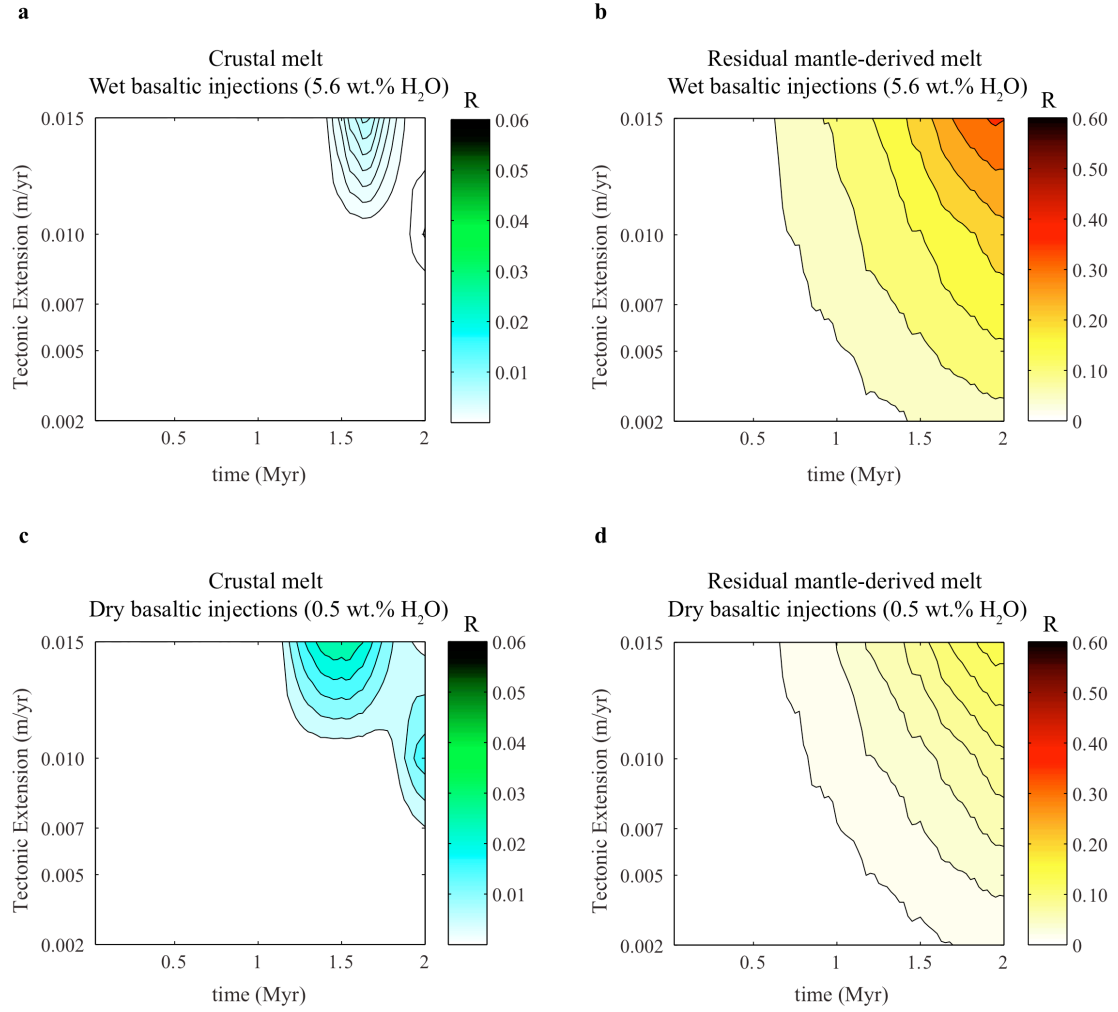 a
Crustal melt
Wet basaltic injections (5.6 wt.% H₂O)
R
Tectonic Extension (m/yr)
0.015
0.010
0.007
0.005
0.002
0.5
1
1.5
2
time (Myr)
0.06
0.05
0.04
0.03
0.02
0.01
b
Residual mantle-derived melt
Wet basaltic injections (5.6 wt.% H₂O)
R
Tectonic Extension (m/yr)
0.015
0.010
0.007
0.005
0.002
0.5
1
1.5
2
time (Myr)
0.60
0.50
0.40
0.30
0.20
0.10
0
c
Crustal melt
Dry basaltic injections (0.5 wt.% H₂O)
R
Tectonic Extension (m/yr)
0.015
0.010
0.007
0.005
0.002
0.5
1
1.5
2
time (Myr)
0.06
0.05
0.04
0.03
0.02
0.01
d
Residual mantle-derived melt
Dry basaltic injections (0.5 wt.% H₂O)
R
Tectonic Extension (m/yr)
0.015
0.010
0.007
0.005
0.002
0.5
1
1.5
2
time (Myr)
0.60
0.50
0.40
0.30
0.20
0.10
0